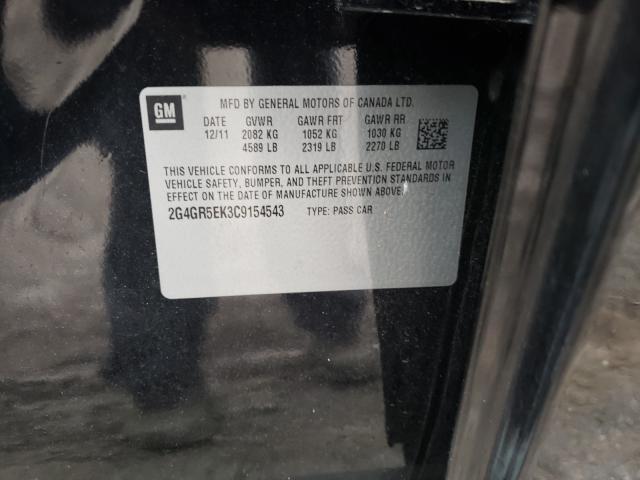 GM
MFD BY GENERAL MOTORS OF CANADA LTD.
DATE GVWR GAWR FRT GAWR RR
12/11 2082 KG 1052 KG 1030 KG
4589 LB 2319 LB 2270 LB
THIS VEHICLE CONFORMS TO ALL APPLICABLE U.S. FEDERAL MOTOR
VEHICLE SAFETY, BUMPER, AND THEFT PREVENTION STANDARDS
IN EFFECT ON THE DATE OF MANUFACTURE SHOWN ABOVE.
2G4GR5EK3C9154543 TYPE: PASS CAR